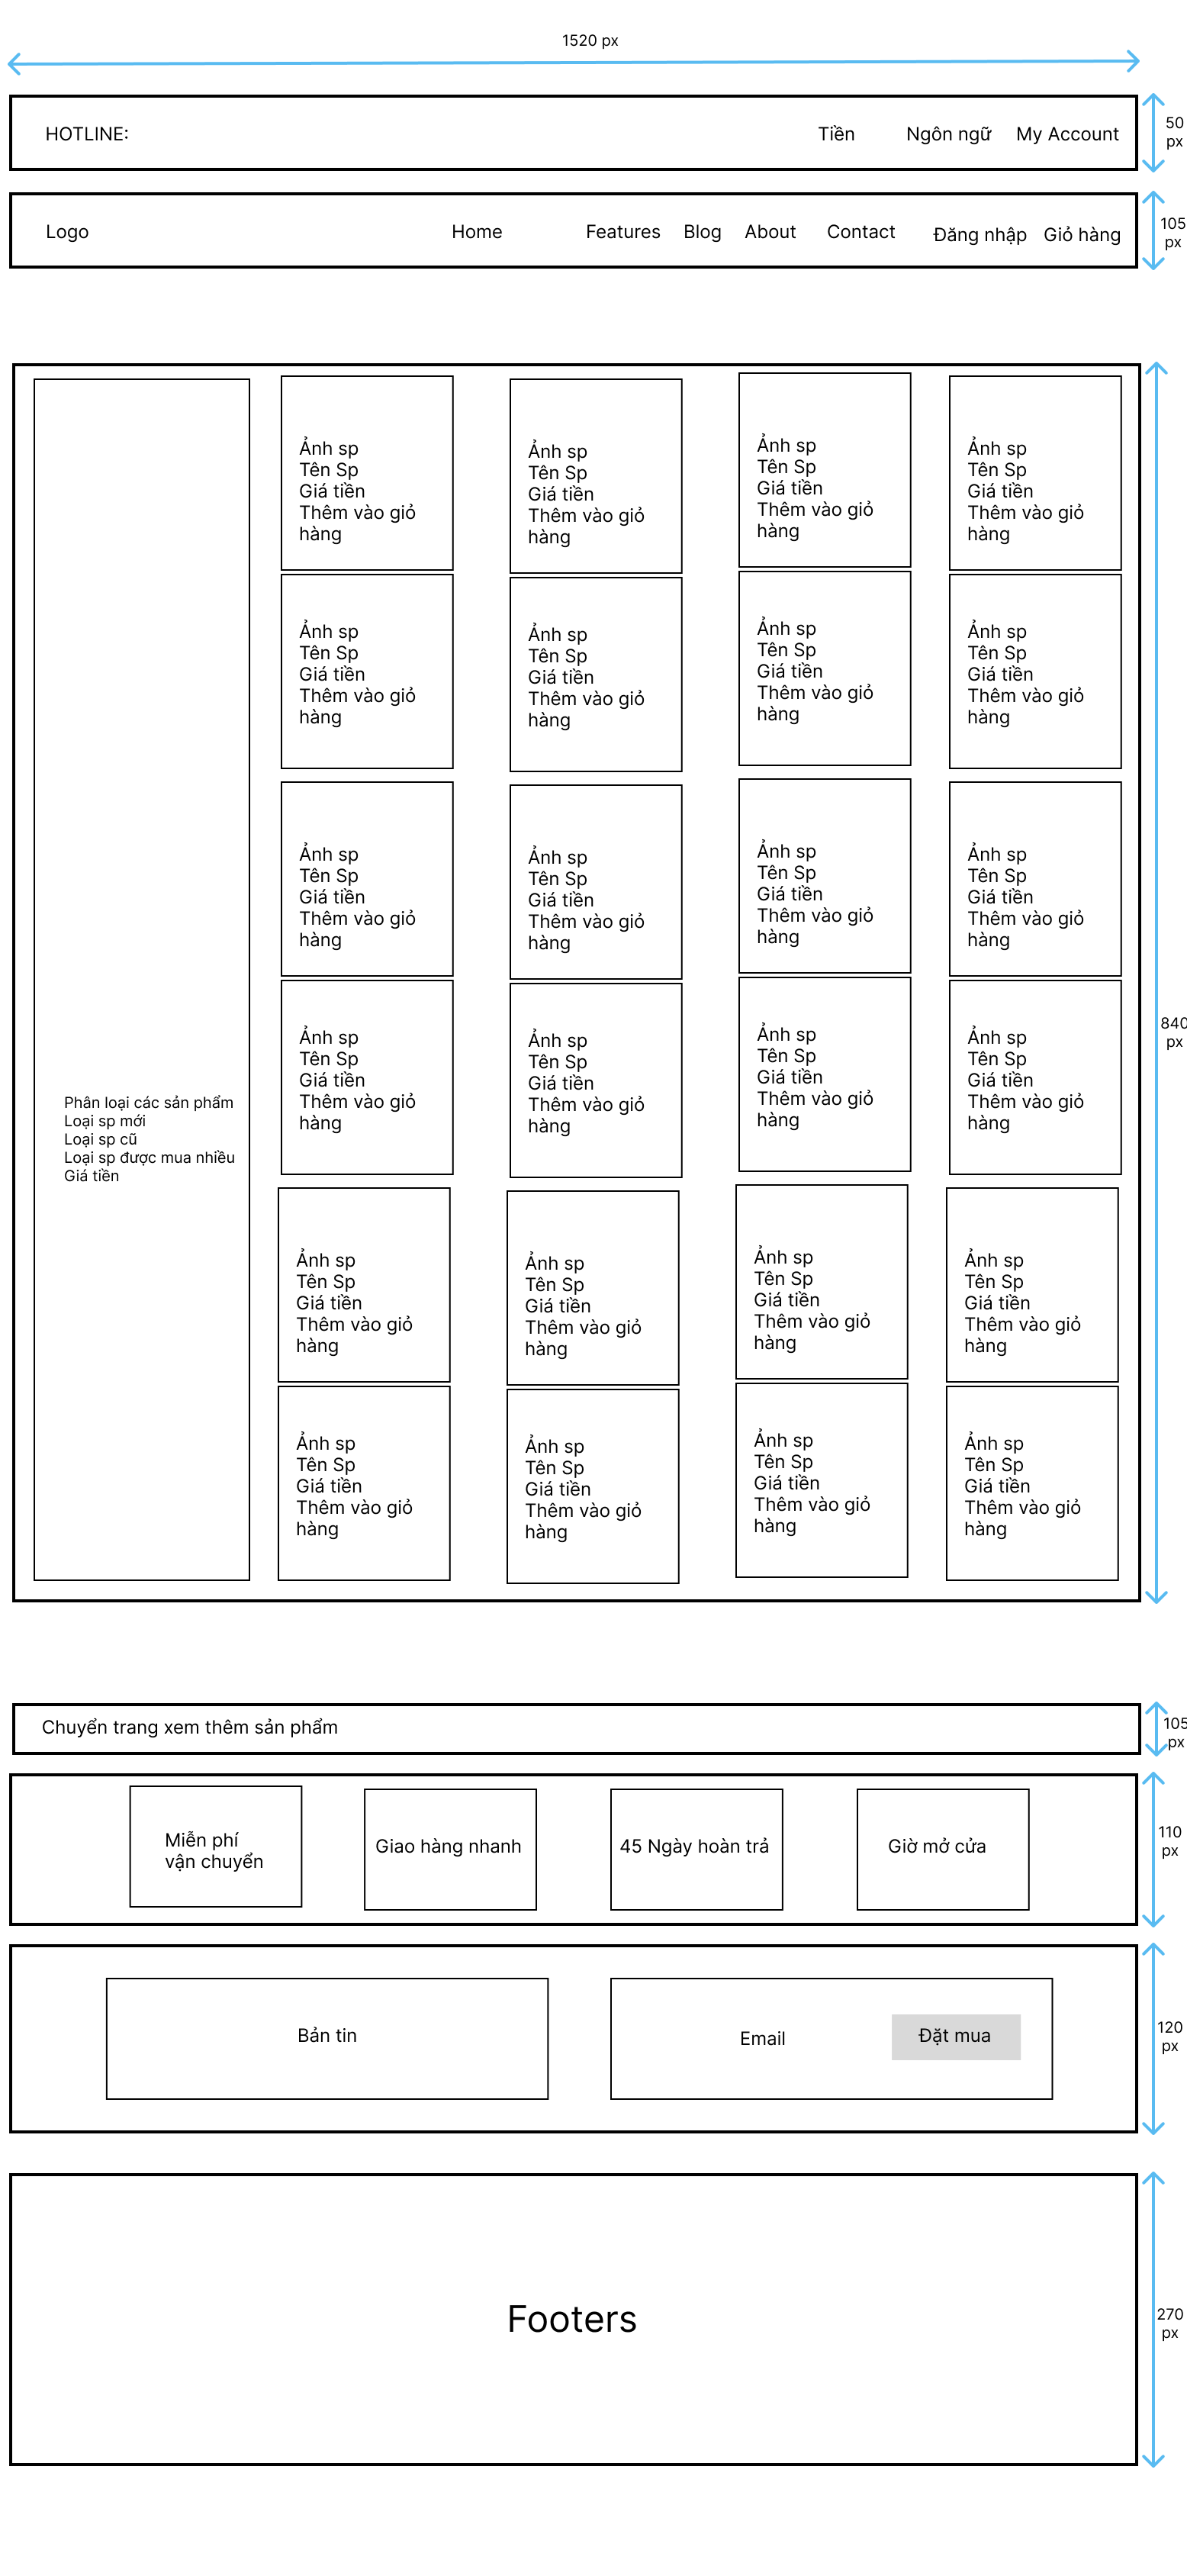 1520 px
HOTLINE:
Tiền
Ngôn ngữ
My Account
50
px
Logo
Home
Features
Blog
About
Contact
Đăng nhập
Giỏ hàng
105
px
Phân loại các sản phẩm
Loại sp mới
Loại sp cũ
Loại sp được mua nhiều
Giá tiền
Ảnh sp
Tên Sp
Giá tiền
Thêm vào giỏ
hàng
Ảnh sp
Tên Sp
Giá tiền
Thêm vào giỏ
hàng
Ảnh sp
Tên Sp
Giá tiền
Thêm vào giỏ
hàng
Ảnh sp
Tên Sp
Giá tiền
Thêm vào giỏ
hàng
Ảnh sp
Tên Sp
Giá tiền
Thêm vào giỏ
hàng
Ảnh sp
Tên Sp
Giá tiền
Thêm vào giỏ
hàng
Ảnh sp
Tên Sp
Giá tiền
Thêm vào giỏ
hàng
Ảnh sp
Tên Sp
Giá tiền
Thêm vào giỏ
hàng
Ảnh sp
Tên Sp
Giá tiền
Thêm vào giỏ
hàng
Ảnh sp
Tên Sp
Giá tiền
Thêm vào giỏ
hàng
Ảnh sp
Tên Sp
Giá tiền
Thêm vào giỏ
hàng
Ảnh sp
Tên Sp
Giá tiền
Thêm vào giỏ
hàng
Ảnh sp
Tên Sp
Giá tiền
Thêm vào giỏ
hàng
Ảnh sp
Tên Sp
Giá tiền
Thêm vào giỏ
hàng
Ảnh sp
Tên Sp
Giá tiền
Thêm vào giỏ
hàng
Ảnh sp
Tên Sp
Giá tiền
Thêm vào giỏ
hàng
Ảnh sp
Tên Sp
Giá tiền
Thêm vào giỏ
hàng
Ảnh sp
Tên Sp
Giá tiền
Thêm vào giỏ
hàng
Ảnh sp
Tên Sp
Giá tiền
Thêm vào giỏ
hàng
Ảnh sp
Tên Sp
Giá tiền
Thêm vào giỏ
hàng
Ảnh sp
Tên Sp
Giá tiền
Thêm vào giỏ
hàng
Ảnh sp
Tên Sp
Giá tiền
Thêm vào giỏ
hàng
Ảnh sp
Tên Sp
Giá tiền
Thêm vào giỏ
hàng
Ảnh sp
Tên Sp
Giá tiền
Thêm vào giỏ
hàng
840
px
Chuyển trang xem thêm sản phẩm
105
px
Miễn phí
vận chuyển
Giao hàng nhanh
45 Ngày hoàn trả
Giờ mở cửa
110
px
Bản tin
Email
Đặt mua
120
px
Footers
270
px